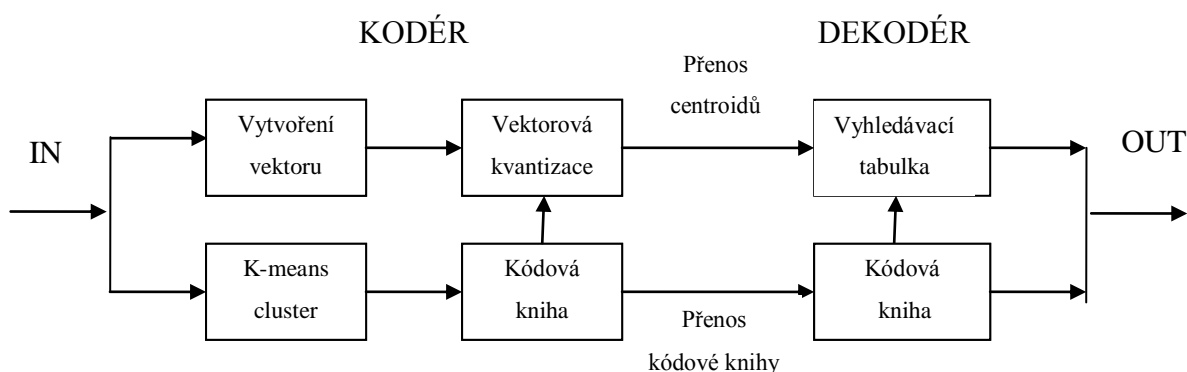 KODÉR
DEKODÉR
Přenos
centroidů
IN
Vytvoření
vektoru
Vektorová
kvantizace
Vyhledávací
tabulka
OUT
K-means
cluster
Kódová
kniha
Přenos
kódové knihy
Kódová
kniha